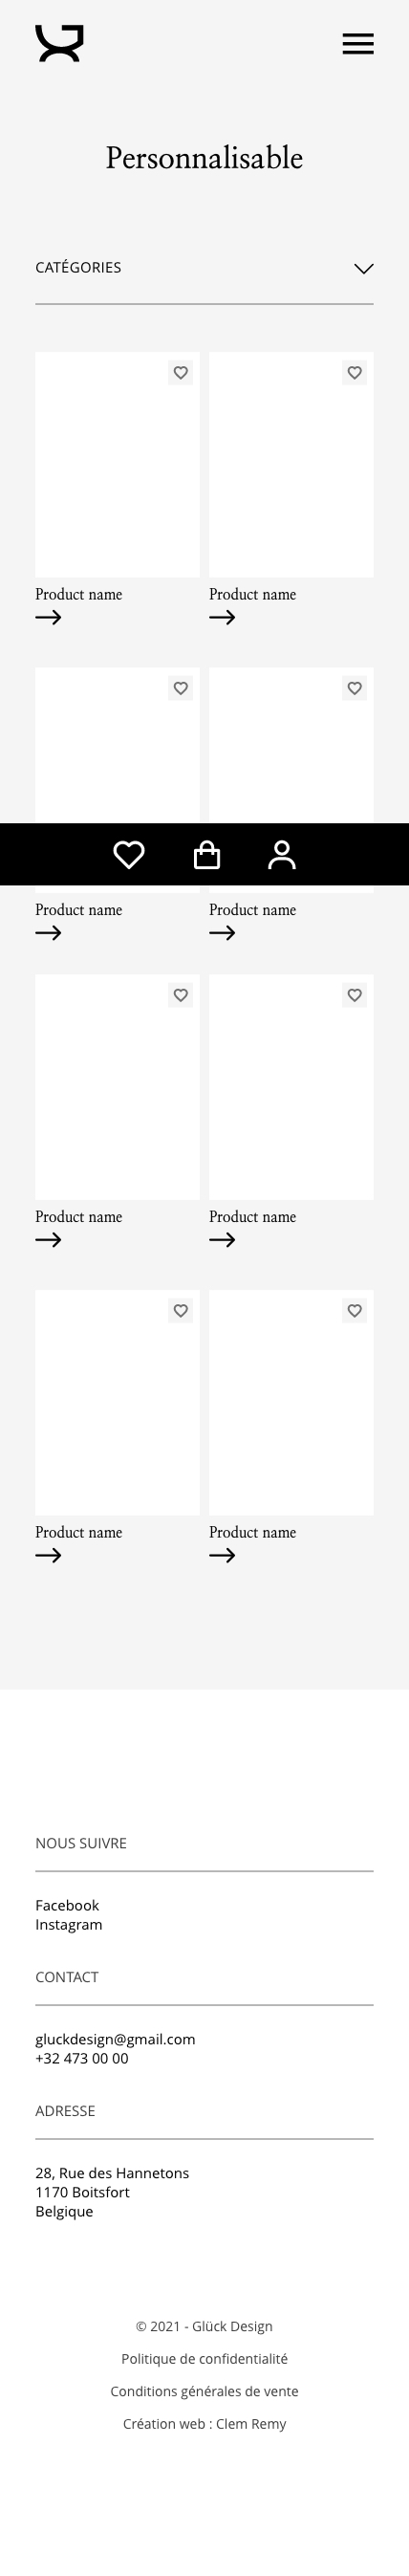 Personnalisable
CATÉGORIES
Product name
Product name
Product name
Product name
Product name
Product name
Product name
Product name
NOUS SUIVRE
Facebook
Instagram
CONTACT
gluckdesign@gmail.com
+32 473 00 00
ADRESSE
28, Rue des Hannetons
1170 Boitsfort
Belgique
© 2021 - Glück Design
Politique de confidentialité
Conditions générales de vente
Création web : Clem Remy